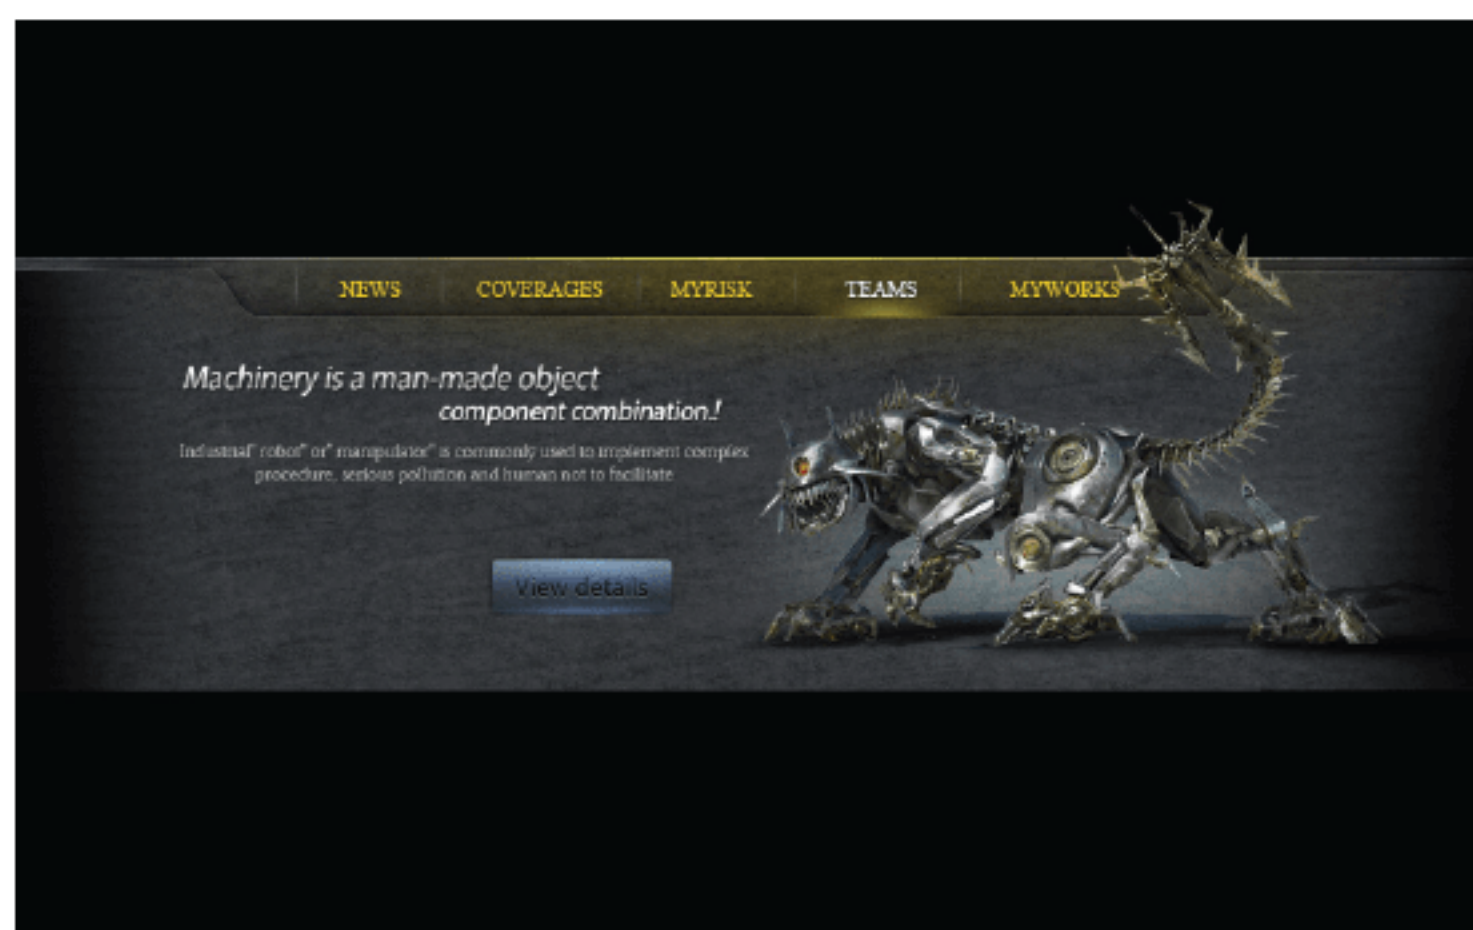 NEWS COVERAGES MYRISK TEAMS MYWORKS
Machinery is a man-made object
component combination.!
Industrial" robot" or" manipulator" is commonly used to implement complex
procedure, serious pollution and human not to facilitate
View details